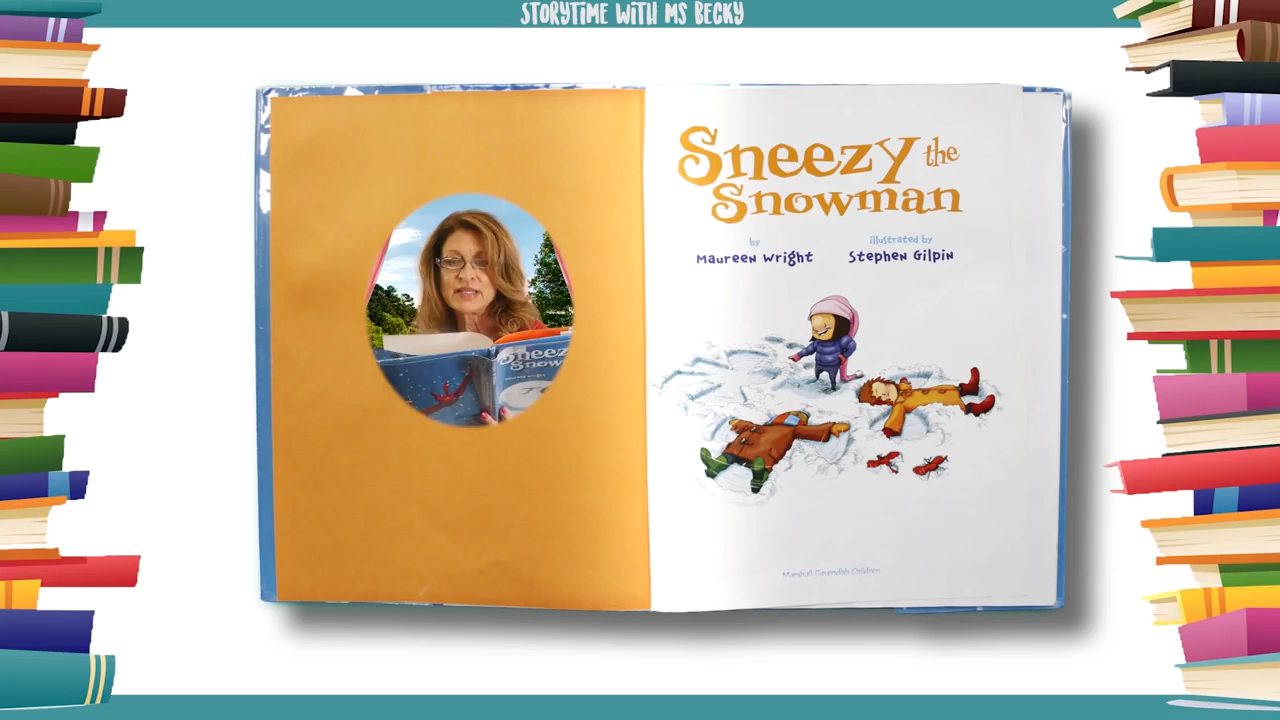 STORYTIME WITH MS BECKY
Sneezy the
Snowman
by
Maureen Wright
illustrated by
Stephen Gilpin
Marshall Cavendish Children